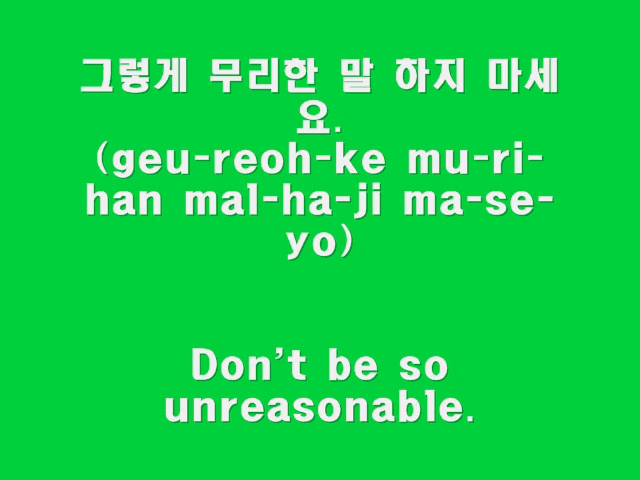 그렇게 무리한 말 하지 마세
요.
(geu-reoh-ke mu-ri-
han mal-ha-ji ma-se-
yo)
Don't be so
unreasonable.